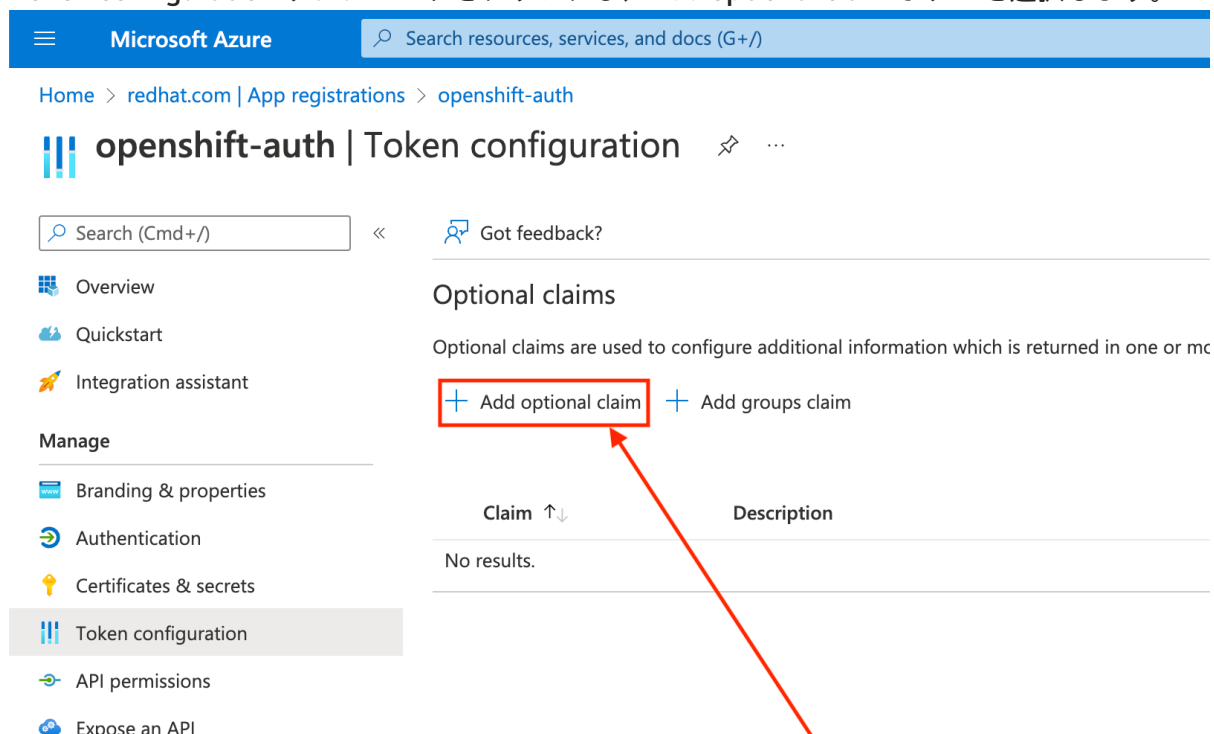 Microsoft Azure
Search resources, services, and docs (G+/)
Home > redhat.com | App registrations > openshift-auth
openshift-auth | Token configuration
Search (Cmd+/)
Got feedback?
Overview
Optional claims
Quickstart
Optional claims are used to configure additional information which is returned in one or mo
Integration assistant
Add optional claim
Add groups claim
Manage
Branding & properties
Claim
Description
Authentication
No results.
Certificates & secrets
Token configuration
API permissions
Expose an API